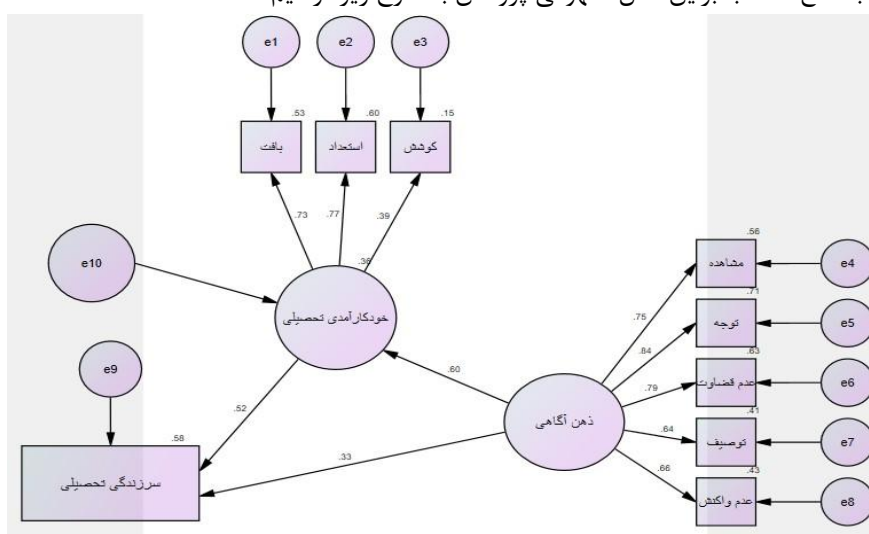 e1 e2 e3
.53 .60 .15
بافت استعداد کوشش
.73 .77 .39
.36
e10
خودکارآمدی تحصیلی
e9
.52
.58
سرزندگی تحصیلی
.60
.33
ذهن آگاهی
.56
.75 مشاهده e4
.71
.84 توجه e5
.63
.79 عدم قضاوت e6
.41
.64 توصیف e7
.43
.66 عدم واکنش e8